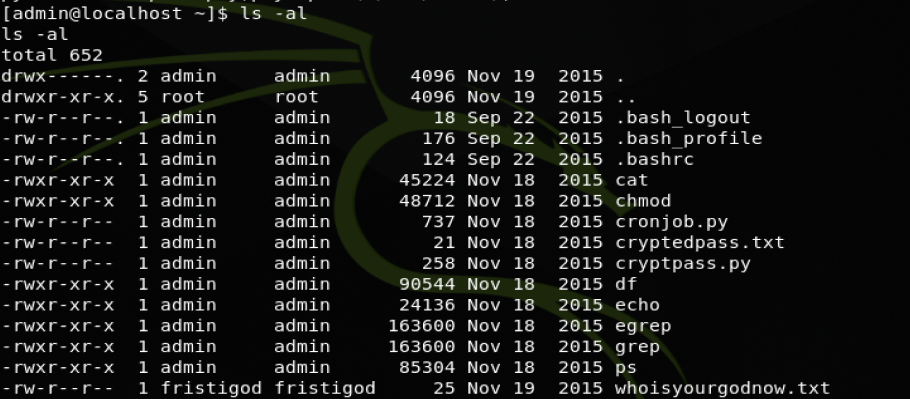 [admin@localhost ~]$ ls -al
ls -al
total 652
drwx------. 2 admin     admin       4096 Nov 19  2015 .
drwxr-xr-x. 5 root      root        4096 Nov 19  2015 ..
-rw-r--r--. 1 admin     admin         18 Sep 22  2015 .bash_logout
-rw-r--r--. 1 admin     admin        176 Sep 22  2015 .bash_profile
-rw-r--r--. 1 admin     admin        124 Sep 22  2015 .bashrc
-rwxr-xr-x  1 admin     admin      45224 Nov 18  2015 cat
-rwxr-xr-x  1 admin     admin      48712 Nov 18  2015 chmod
-rw-r--r--  1 admin     admin        737 Nov 18  2015 cronjob.py
-rw-r--r--  1 admin     admin         21 Nov 18  2015 cryptedpass.txt
-rw-r--r--  1 admin     admin        258 Nov 18  2015 cryptpass.py
-rwxr-xr-x  1 admin     admin      90544 Nov 18  2015 df
-rwxr-xr-x  1 admin     admin      24136 Nov 18  2015 echo
-rwxr-xr-x  1 admin     admin     163600 Nov 18  2015 egrep
-rwxr-xr-x  1 admin     admin     163600 Nov 18  2015 grep
-rwxr-xr-x  1 admin     admin      85304 Nov 18  2015 ps
-rw-r--r--  1 fristigod fristigod     25 Nov 19  2015 whoisyourgodnow.txt